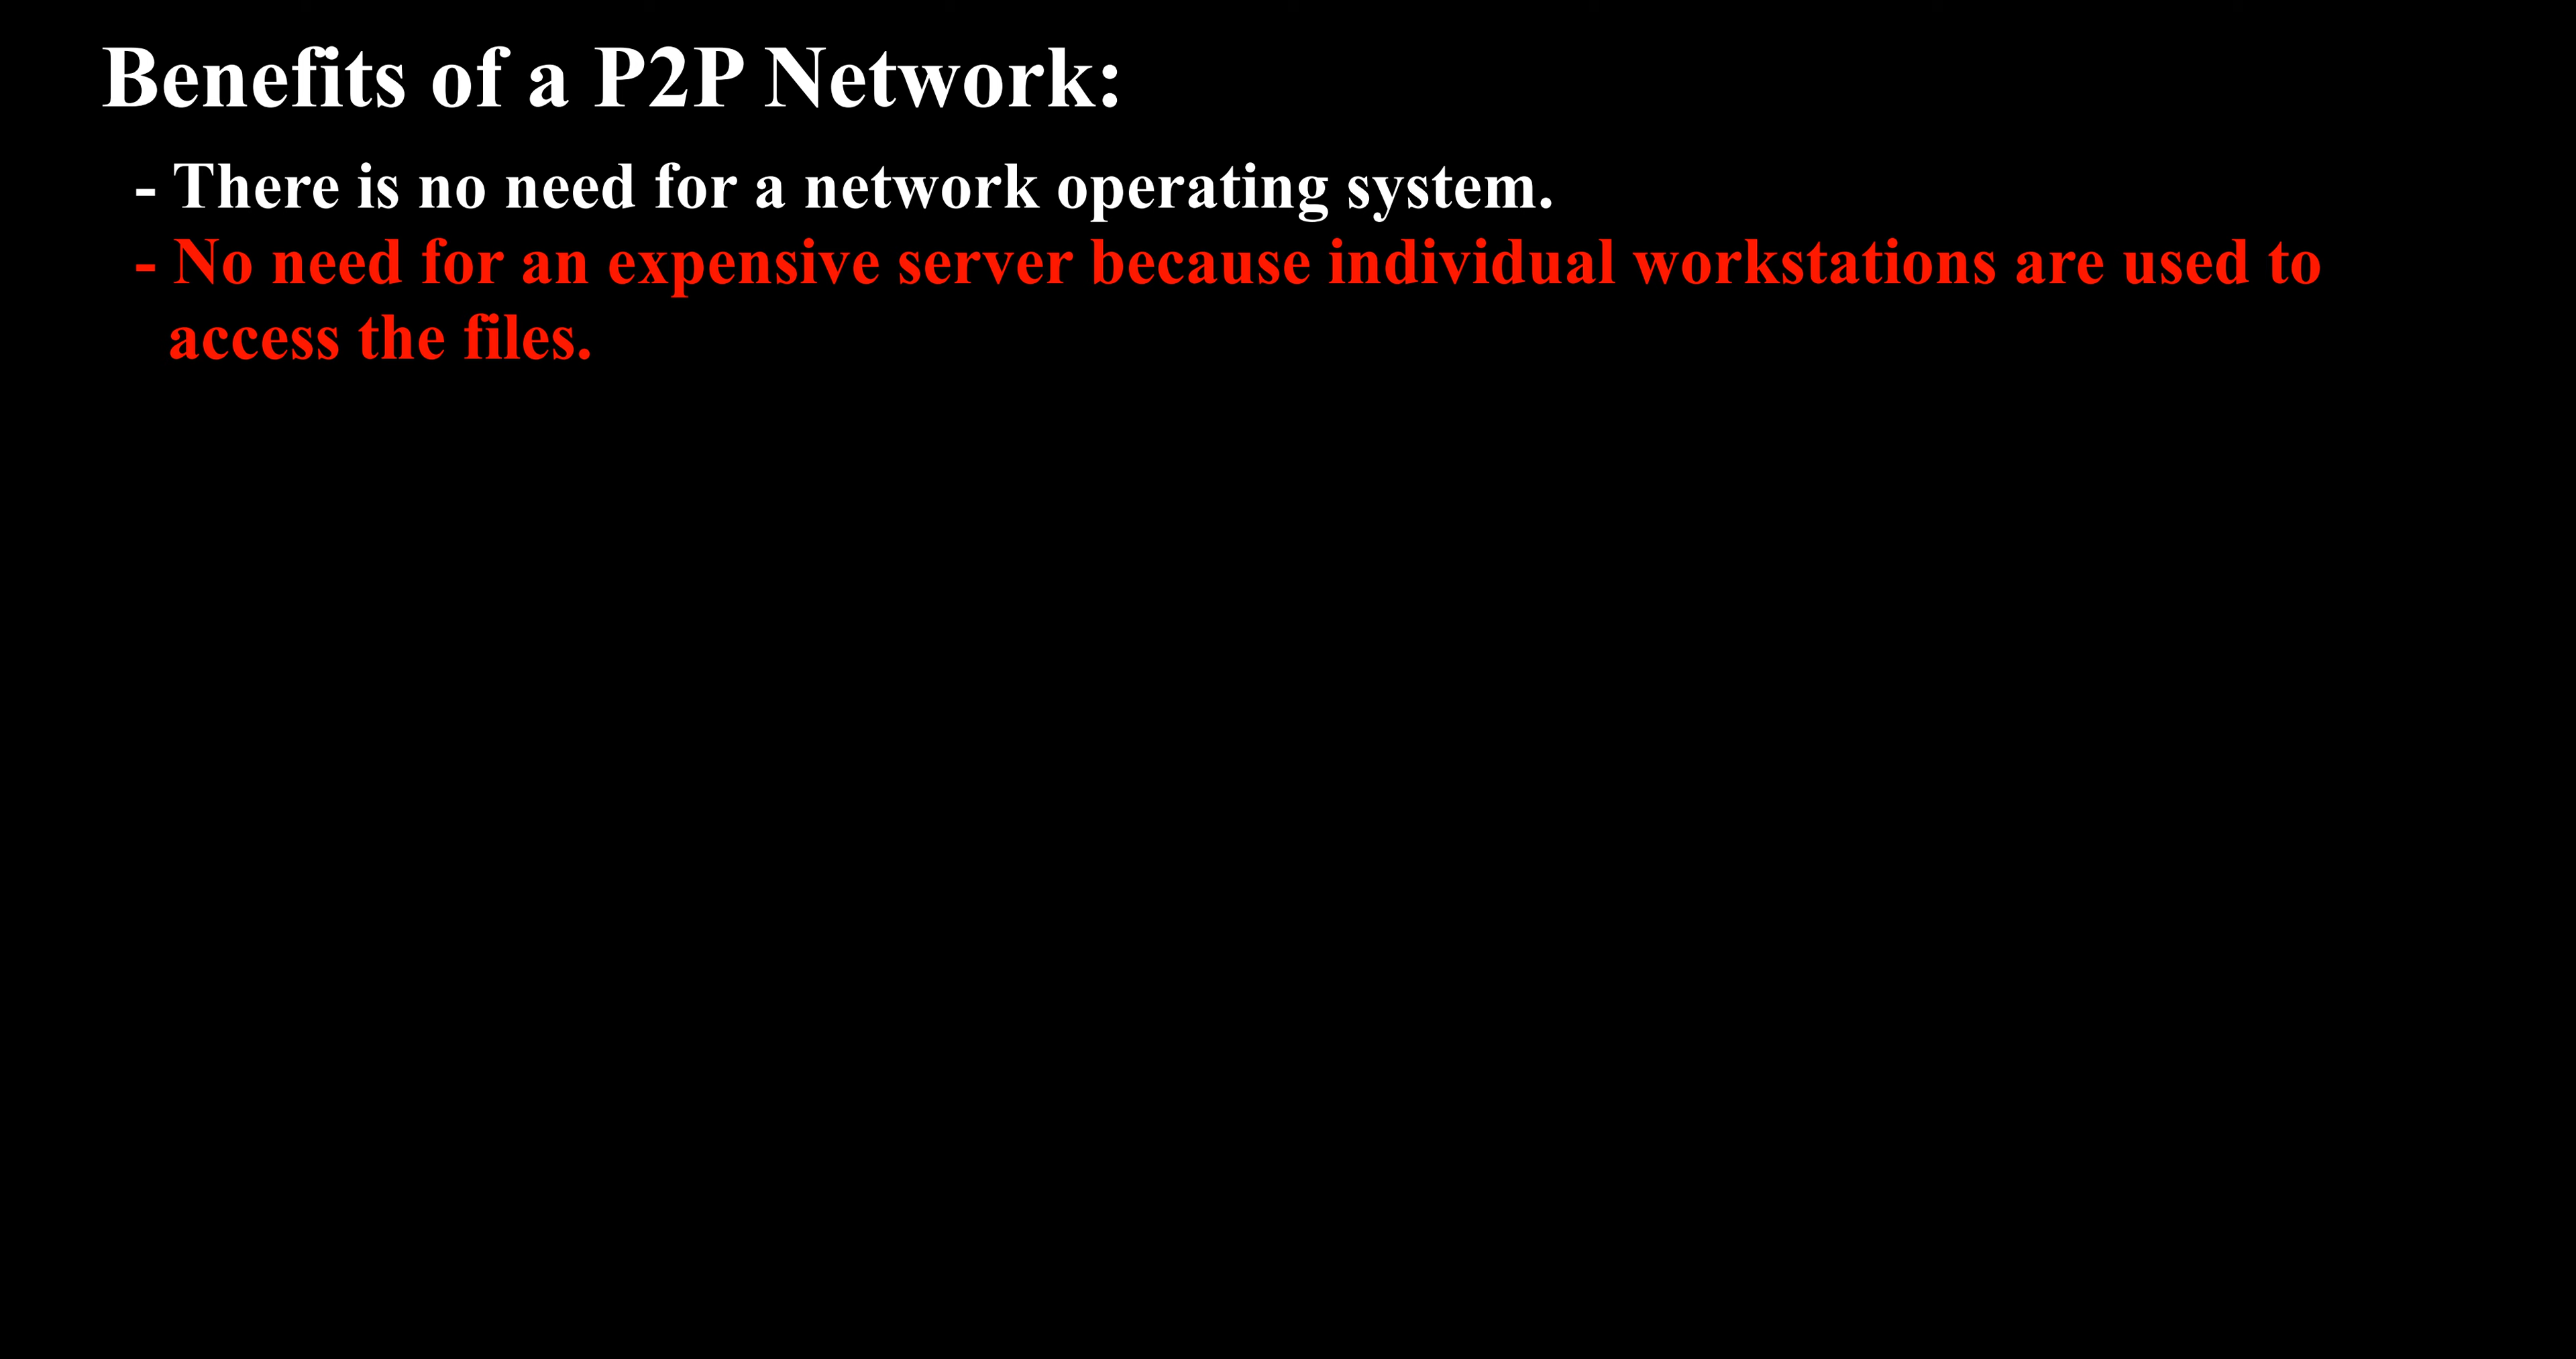 Benefits of a P2P Network:
- There is no need for a network operating system.
- No need for an expensive server because individual workstations are used to
access the files.